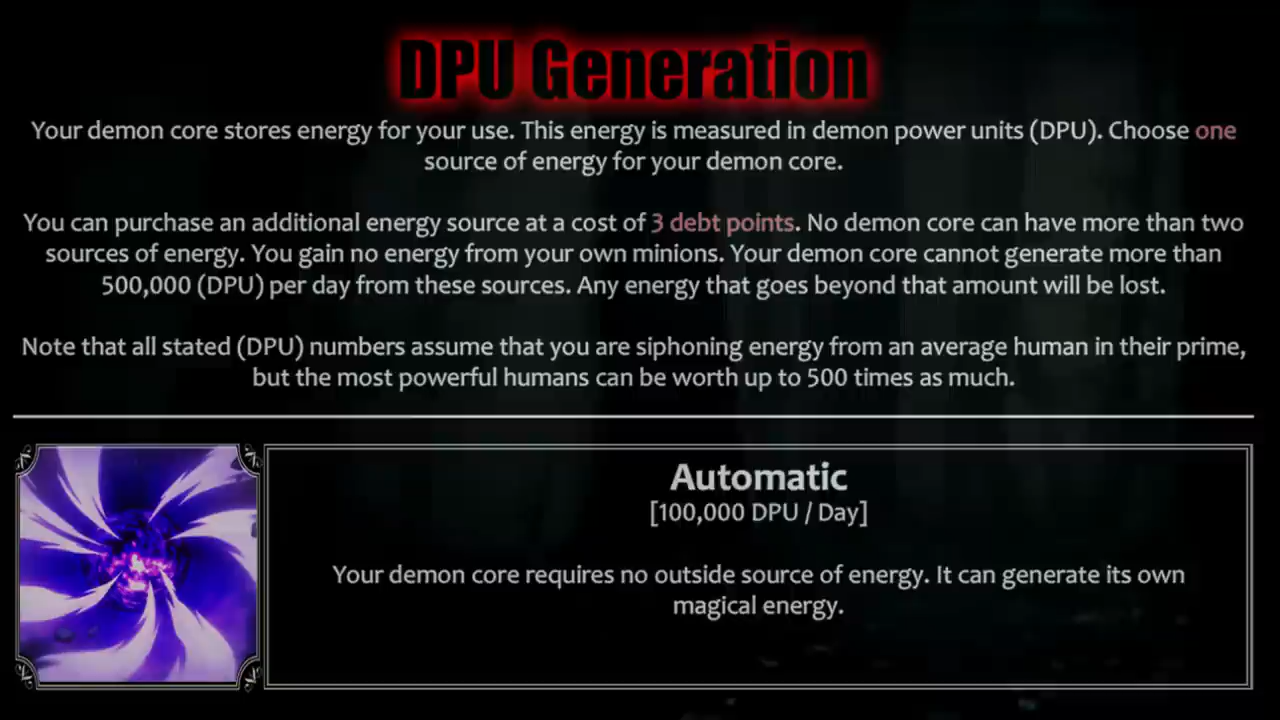 DPU Generation
Your demon core stores energy for your use. This energy is measured in demon power units (DPU). Choose one
source of energy for your demon core.
You can purchase an additional energy source at a cost of 3 debt points. No demon core can have more than two
sources of energy. You gain no energy from your own minions. Your demon core cannot generate more than
500,000 (DPU) per day from these sources. Any energy that goes beyond that amount will be lost.
Note that all stated (DPU) numbers assume that you are siphoning energy from an average human in their prime,
but the most powerful humans can be worth up to 500 times as much.
Automatic
[100,000 DPU / Day]
Your demon core requires no outside source of energy. It can generate its own
magical energy.